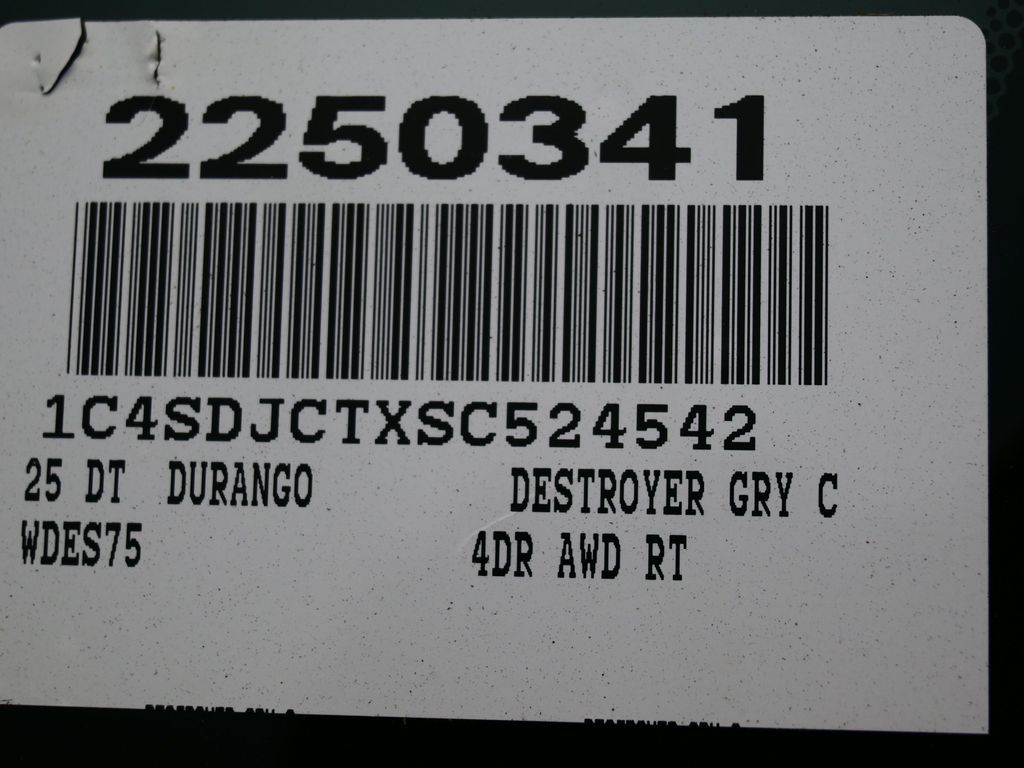 2250341
1C4SDJCTXSC524542
25 DT DURANGO DESTROYER GRY C
WDES75 4DR AWD RT